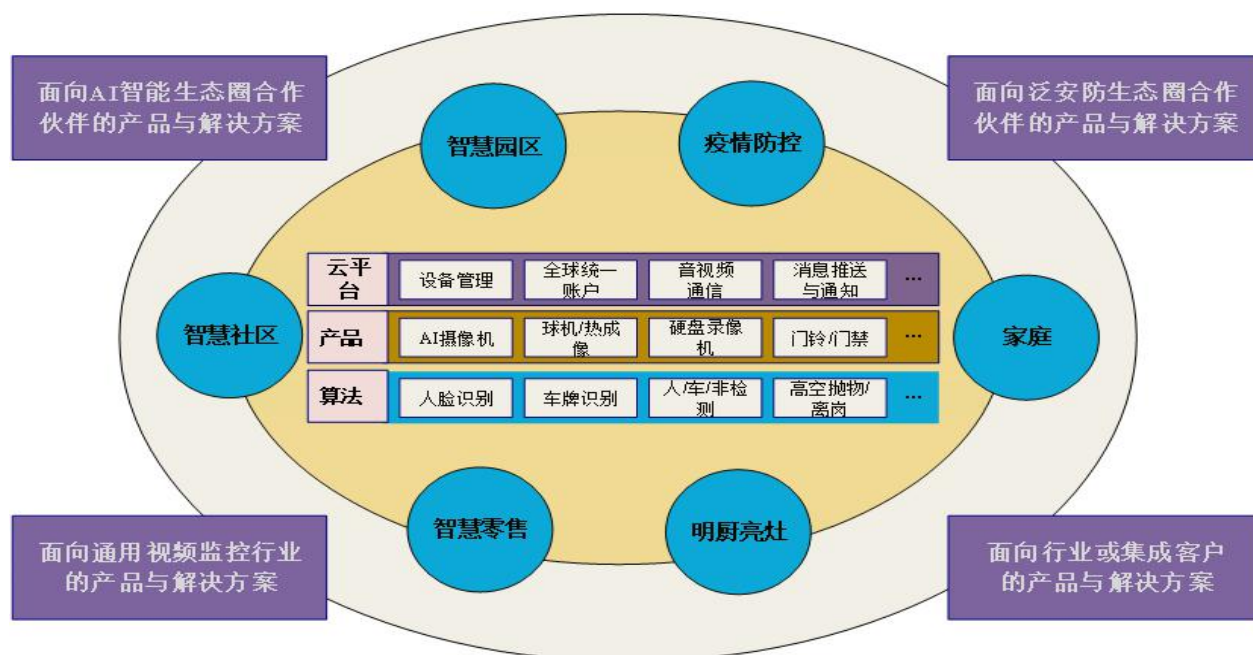 面向AI智能生态圈合作
伙伴的产品与解决方案
面向泛安防生态圈合作
伙伴的产品与解决方案
智慧园区
疫情防控
云平
台
设备管理
全球统一
账户
音视频
通信
消息推送
与通知
...
智慧社区
产品
AI摄像机
球机/热成
像
硬盘录像
机
门铃/门禁
...
家庭
算法
人脸识别
车牌识别
人/车/非检
测
高空抛物/
离岗
...
智慧零售
明厨亮灶
面向通用视频监控行业
的产品与解决方案
面向行业或集成客户
的产品与解决方案